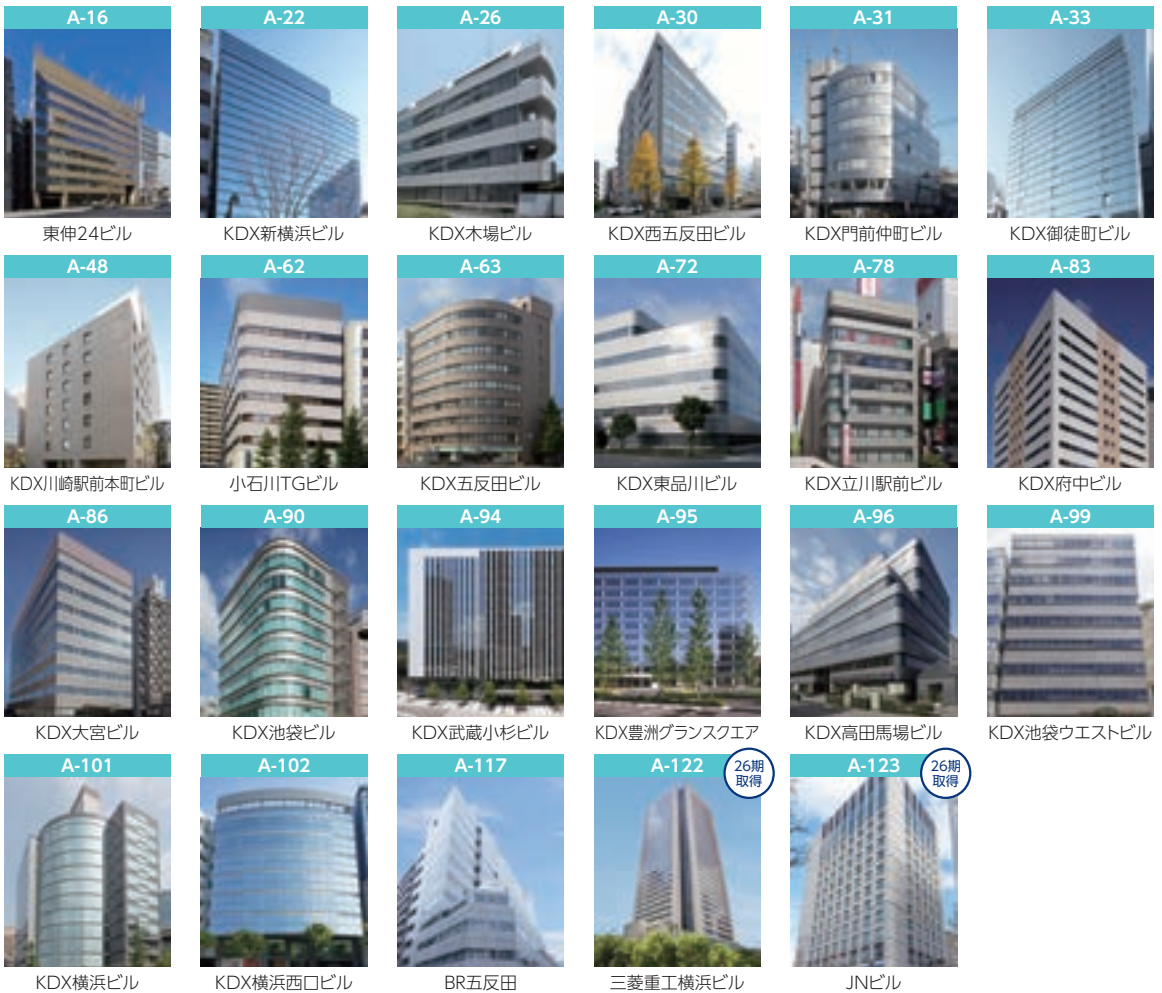 A-16
A-22
A-26
A-30
A-31
A-33
東伸24ビル
KDX新横浜ビル
KDX木場ビル
KDX西五反田ビル
KDX門前仲町ビル
KDX御徒町ビル
A-48
A-62
A-63
A-72
A-78
A-83
KDX川崎駅前本町ビル
小石川TGビル
KDX五反田ビル
KDX東品川ビル
KDX立川駅前ビル
KDX府中ビル
A-86
A-90
A-94
A-95
A-96
A-99
KDX大宮ビル
KDX池袋ビル
KDX武蔵小杉ビル
KDX豊洲グランスクエア
KDX高田馬場ビル
KDX池袋ウエストビル
A-101
A-102
A-117
A-122
26期
取得
A-123
26期
取得
KDX横浜ビル
KDX横浜西口ビル
BR五反田
三菱重工横浜ビル
JNビル